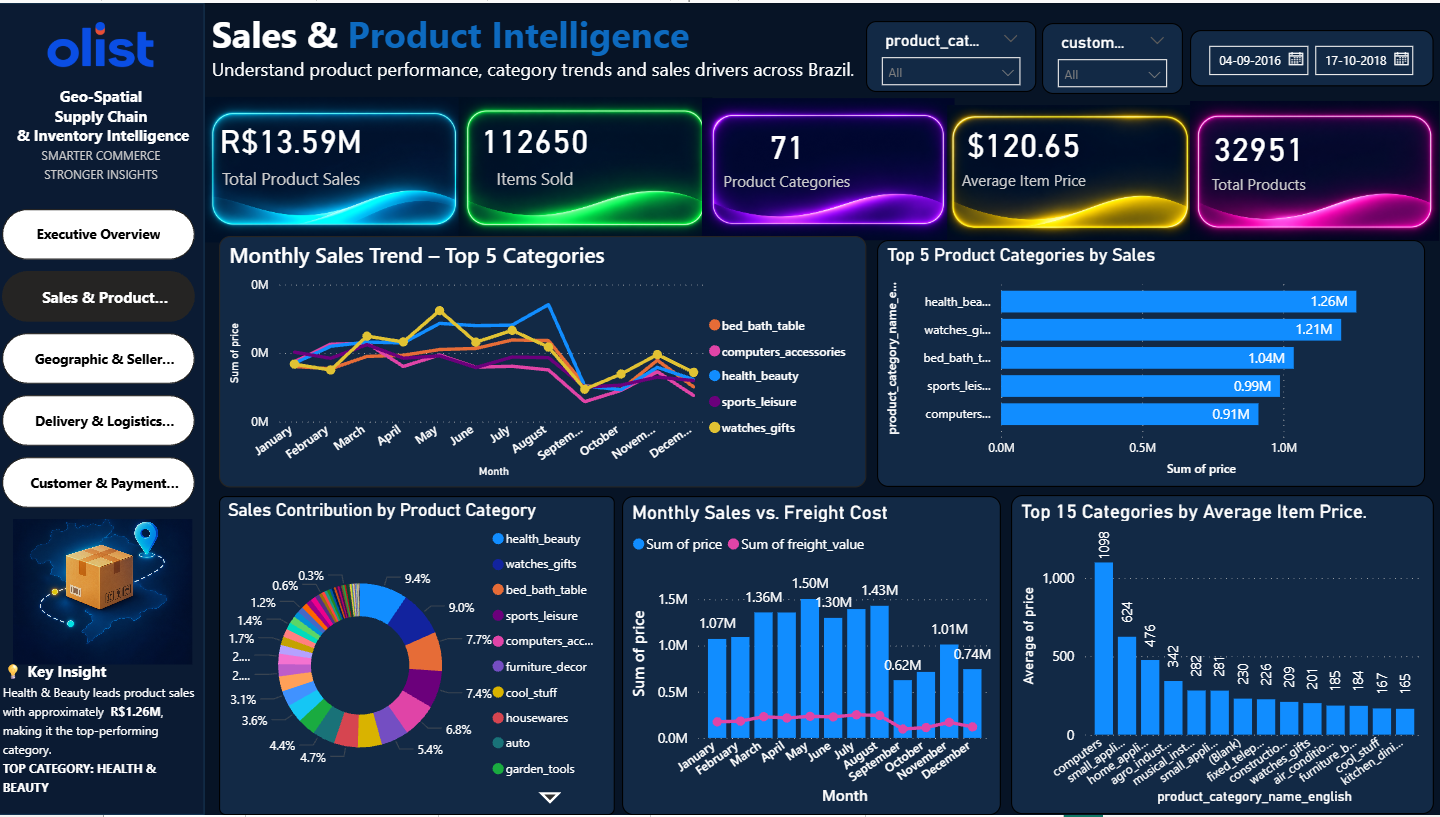 olist
Geo-Spatial
Supply Chain
& Inventory Intelligence
SMARTER COMMERCE
STRONGER INSIGHTS
Executive Overview
Sales & Product...
Geographic & Seller...
Delivery & Logistics...
Customer & Payment...
Key Insight
Health & Beauty leads product sales
with approximately R$1.26M,
making it the top-performing
category.
TOP CATEGORY: HEALTH &
BEAUTY
Sales & Product Intelligence
Understand product performance, category trends and sales drivers across Brazil.
product_cat...
All
custom...
All
04-09-2016
17-10-2018
R$13.59M
Total Product Sales
112650
Items Sold
71
Product Categories
$120.65
Average Item Price
32951
Total Products
Monthly Sales Trend – Top 5 Categories
Sum of price
0M
0M
0M
January
February
March
April
May
June
July
August
Septem...
October
Novem...
Decem...
Month
bed_bath_table
computers_accessories
health_beauty
sports_leisure
watches_gifts
Top 5 Product Categories by Sales
product_category_name_e...
health_bea...
1.26M
watches_gi...
1.21M
bed_bath_t...
1.04M
sports_leis...
0.99M
computers...
0.91M
0.0M
0.5M
1.0M
Sum of price
Sales Contribution by Product Category
9.4%
9.0%
7.7%
7.4%
6.8%
5.4%
4.7%
4.4%
3.6%
3.1%
2....
2....
1.7%
1.4%
1.2%
0.6%
0.3%
health_beauty
watches_gifts
bed_bath_table
sports_leisure
computers_acc...
furniture_decor
cool_stuff
housewares
auto
garden_tools
Monthly Sales vs. Freight Cost
Sum of price
Sum of freight_value
Sum of price
1.5M
1.0M
0.5M
0.0M
1.07M
1.36M
1.50M
1.30M
1.43M
0.62M
1.01M
0.74M
January
February
March
April
May
June
July
August
September
October
November
December
Month
Top 15 Categories by Average Item Price.
Average of price
1,000
500
0
1098
624
476
342
282
281
230
226
209
201
185
184
167
165
computers
small_appli...
home_appli...
agro_indust...
musical_inst...
small_appli...
(Blank)
fixed_telep...
constructio...
watches_gifts
air_conditio...
furniture_b...
cool_stuff
kitchen_dini...
product_category_name_english